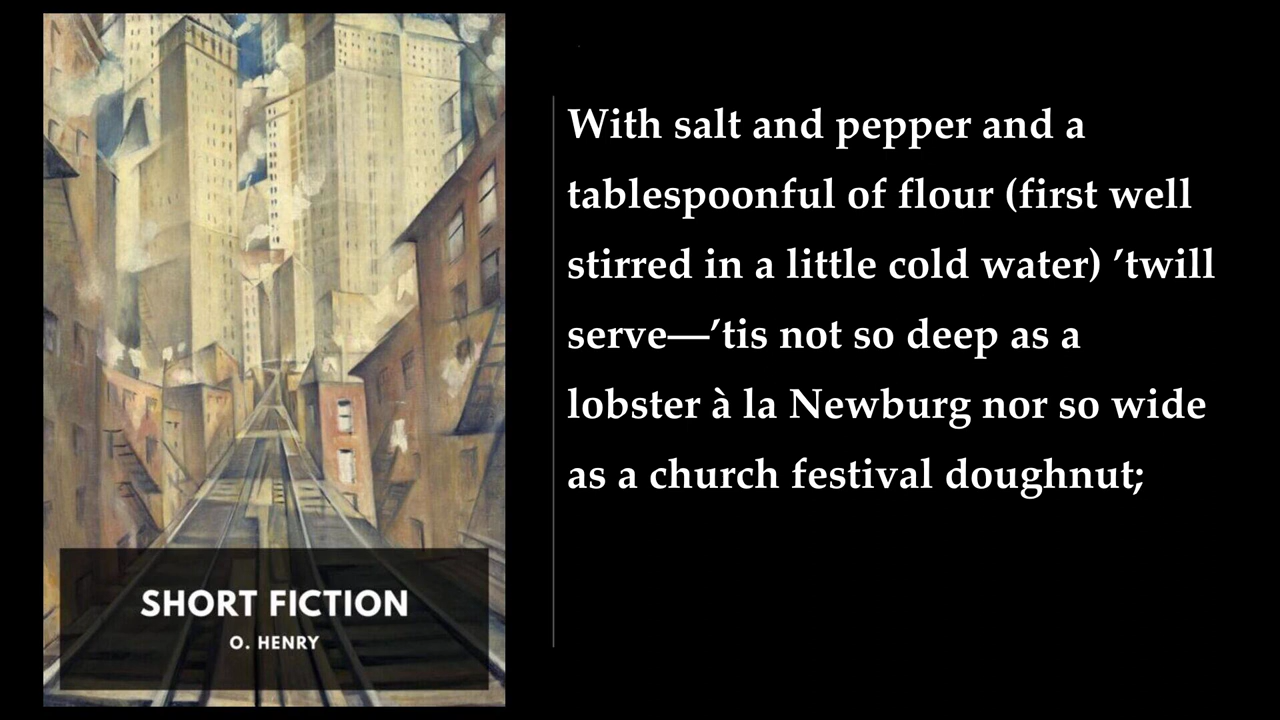 SHORT FICTION
O. HENRY
With salt and pepper and a
tablespoonful of flour (first well
stirred in a little cold water) ’twill
serve—’tis not so deep as a
lobster à la Newburg nor so wide
as a church festival doughnut;